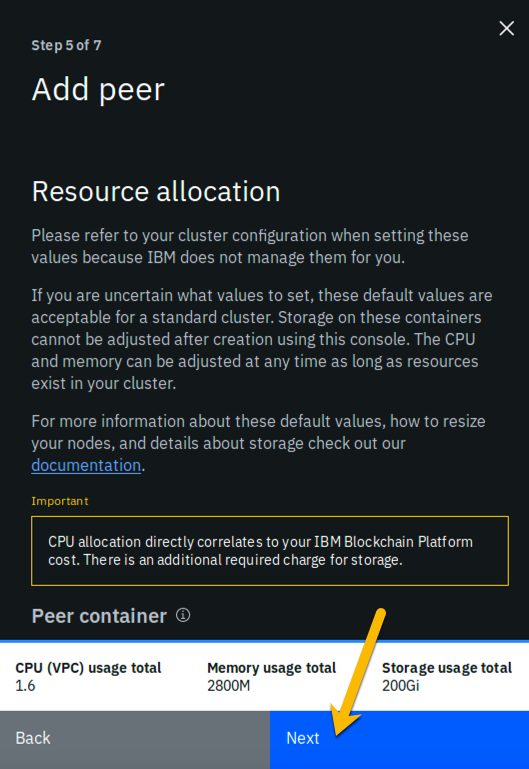 Step 5 of 7
Add peer
Resource allocation
Please refer to your cluster configuration when setting these
values because IBM does not manage them for you.
If you are uncertain what values to set, these default values are
acceptable for a standard cluster. Storage on these containers
cannot be adjusted after creation using this console. The CPU
and memory can be adjusted at any time as long as resources
exist in your cluster.
For more information about these default values, how to resize
your nodes, and details about storage check out our
documentation.
Important
CPU allocation directly correlates to your IBM Blockchain Platform
cost. There is an additional required charge for storage.
Peer container
CPU (VPC) usage total Memory usage total Storage usage total
1.6 2800M 200Gi
Back Next